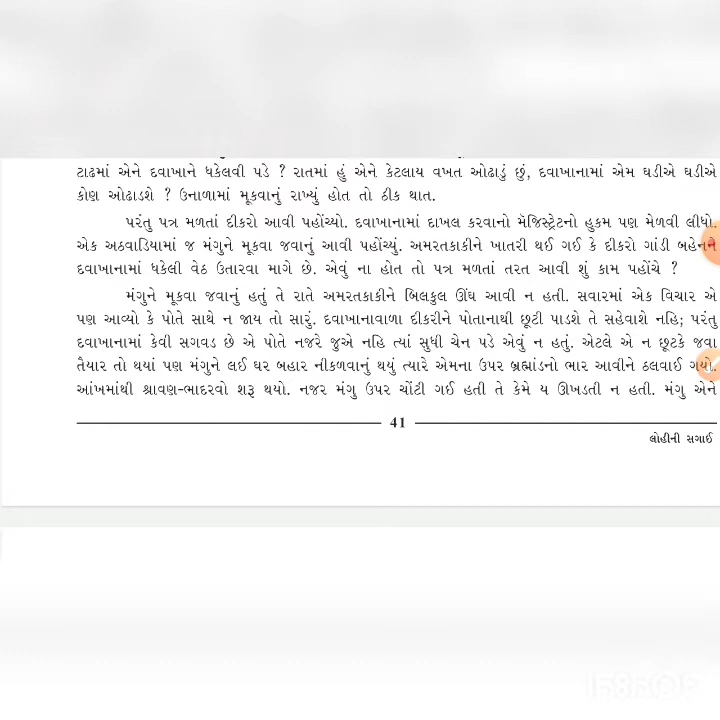 ટાઢમાં એને દવાખાને ધકેલવી પડે ? રાતમાં હું એને કેટલાય વખત ઓઢાડું છું, દવાખાનામાં એમ ઘડીએ ઘડીએ
કોણ ઓઢાડશે ? ઉનાળામાં મૂકવાનું રાખ્યું હોત તો ઠીક થાત.
પરંતુ પત્ર મળતાં દીકરો આવી પહોંચ્યો. દવાખાનામાં દાખલ કરવાનો મૅજિસ્ટ્રેટનો હુકમ પણ મેળવી લીધો.
એક અઠવાડિયામાં જ મંગુને મૂકવા જવાનું આવી પહોંચ્યું. અમરતકાકીને ખાતરી થઈ ગઈ કે દીકરો ગાંડી બહેનને
દવાખાનામાં ધકેલી વેઠ ઉતારવા માગે છે. એવું ના હોત તો પત્ર મળતાં તરત આવી શું કામ પહોંચે ?
મંગુને મૂકવા જવાનું હતું તે રાતે અમરતકાકીને બિલકુલ ઊંઘ આવી ન હતી. સવારમાં એક વિચાર એ
પણ આવ્યો કે પોતે સાથે ન જાય તો સારું. દવાખાનાવાળા દીકરીને પોતાનાથી છૂટી પાડશે તે સહેવાશે નહિ; પરંતુ
દવાખાનામાં કેવી સગવડ છે એ પોતે નજરે જુએ નહિ ત્યાં સુધી ચેન પડે એવું ન હતું. એટલે એ ન છૂટકે જવા
તૈયાર તો થયાં પણ મંગુને લઈ ઘર બહાર નીકળવાનું થયું ત્યારે એમના ઉપર બ્રહ્માંડનો ભાર આવીને ઠલવાઈ ગયો.
આંખમાંથી શ્રાવણ-ભાદરવો શરૂ થયો. નજર મંગુ ઉપર ચોંટી ગઈ હતી તે કેમે ય ઊખડતી ન હતી. મંગુ એને
41
લોહીની સગાઈ